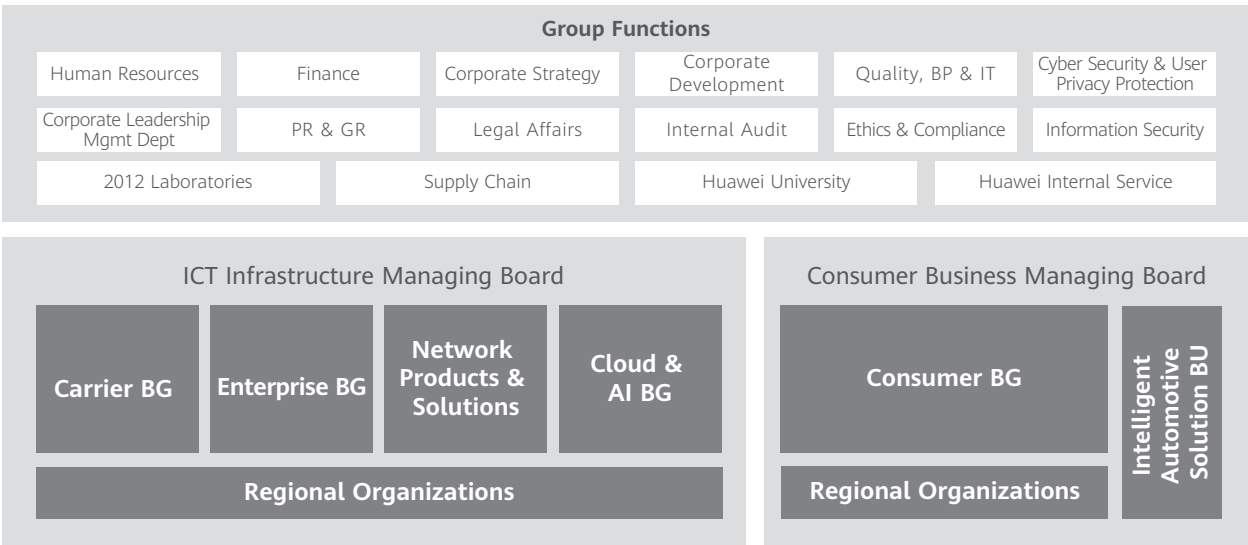 Group Functions
Human Resources
Finance
Corporate Strategy
Corporate
Development
Quality, BP & IT
Cyber Security & User
Privacy Protection
Corporate Leadership
Mgmt Dept
PR & GR
Legal Affairs
Internal Audit
Ethics & Compliance
Information Security
2012 Laboratories
Supply Chain
Huawei University
Huawei Internal Service
ICT Infrastructure Managing Board
Carrier BG
Enterprise BG
Network
Products &
Solutions
Cloud &
AI BG
Regional Organizations
Consumer Business Managing Board
Consumer BG
Regional Organizations
Intelligent
Automotive
Solution BU